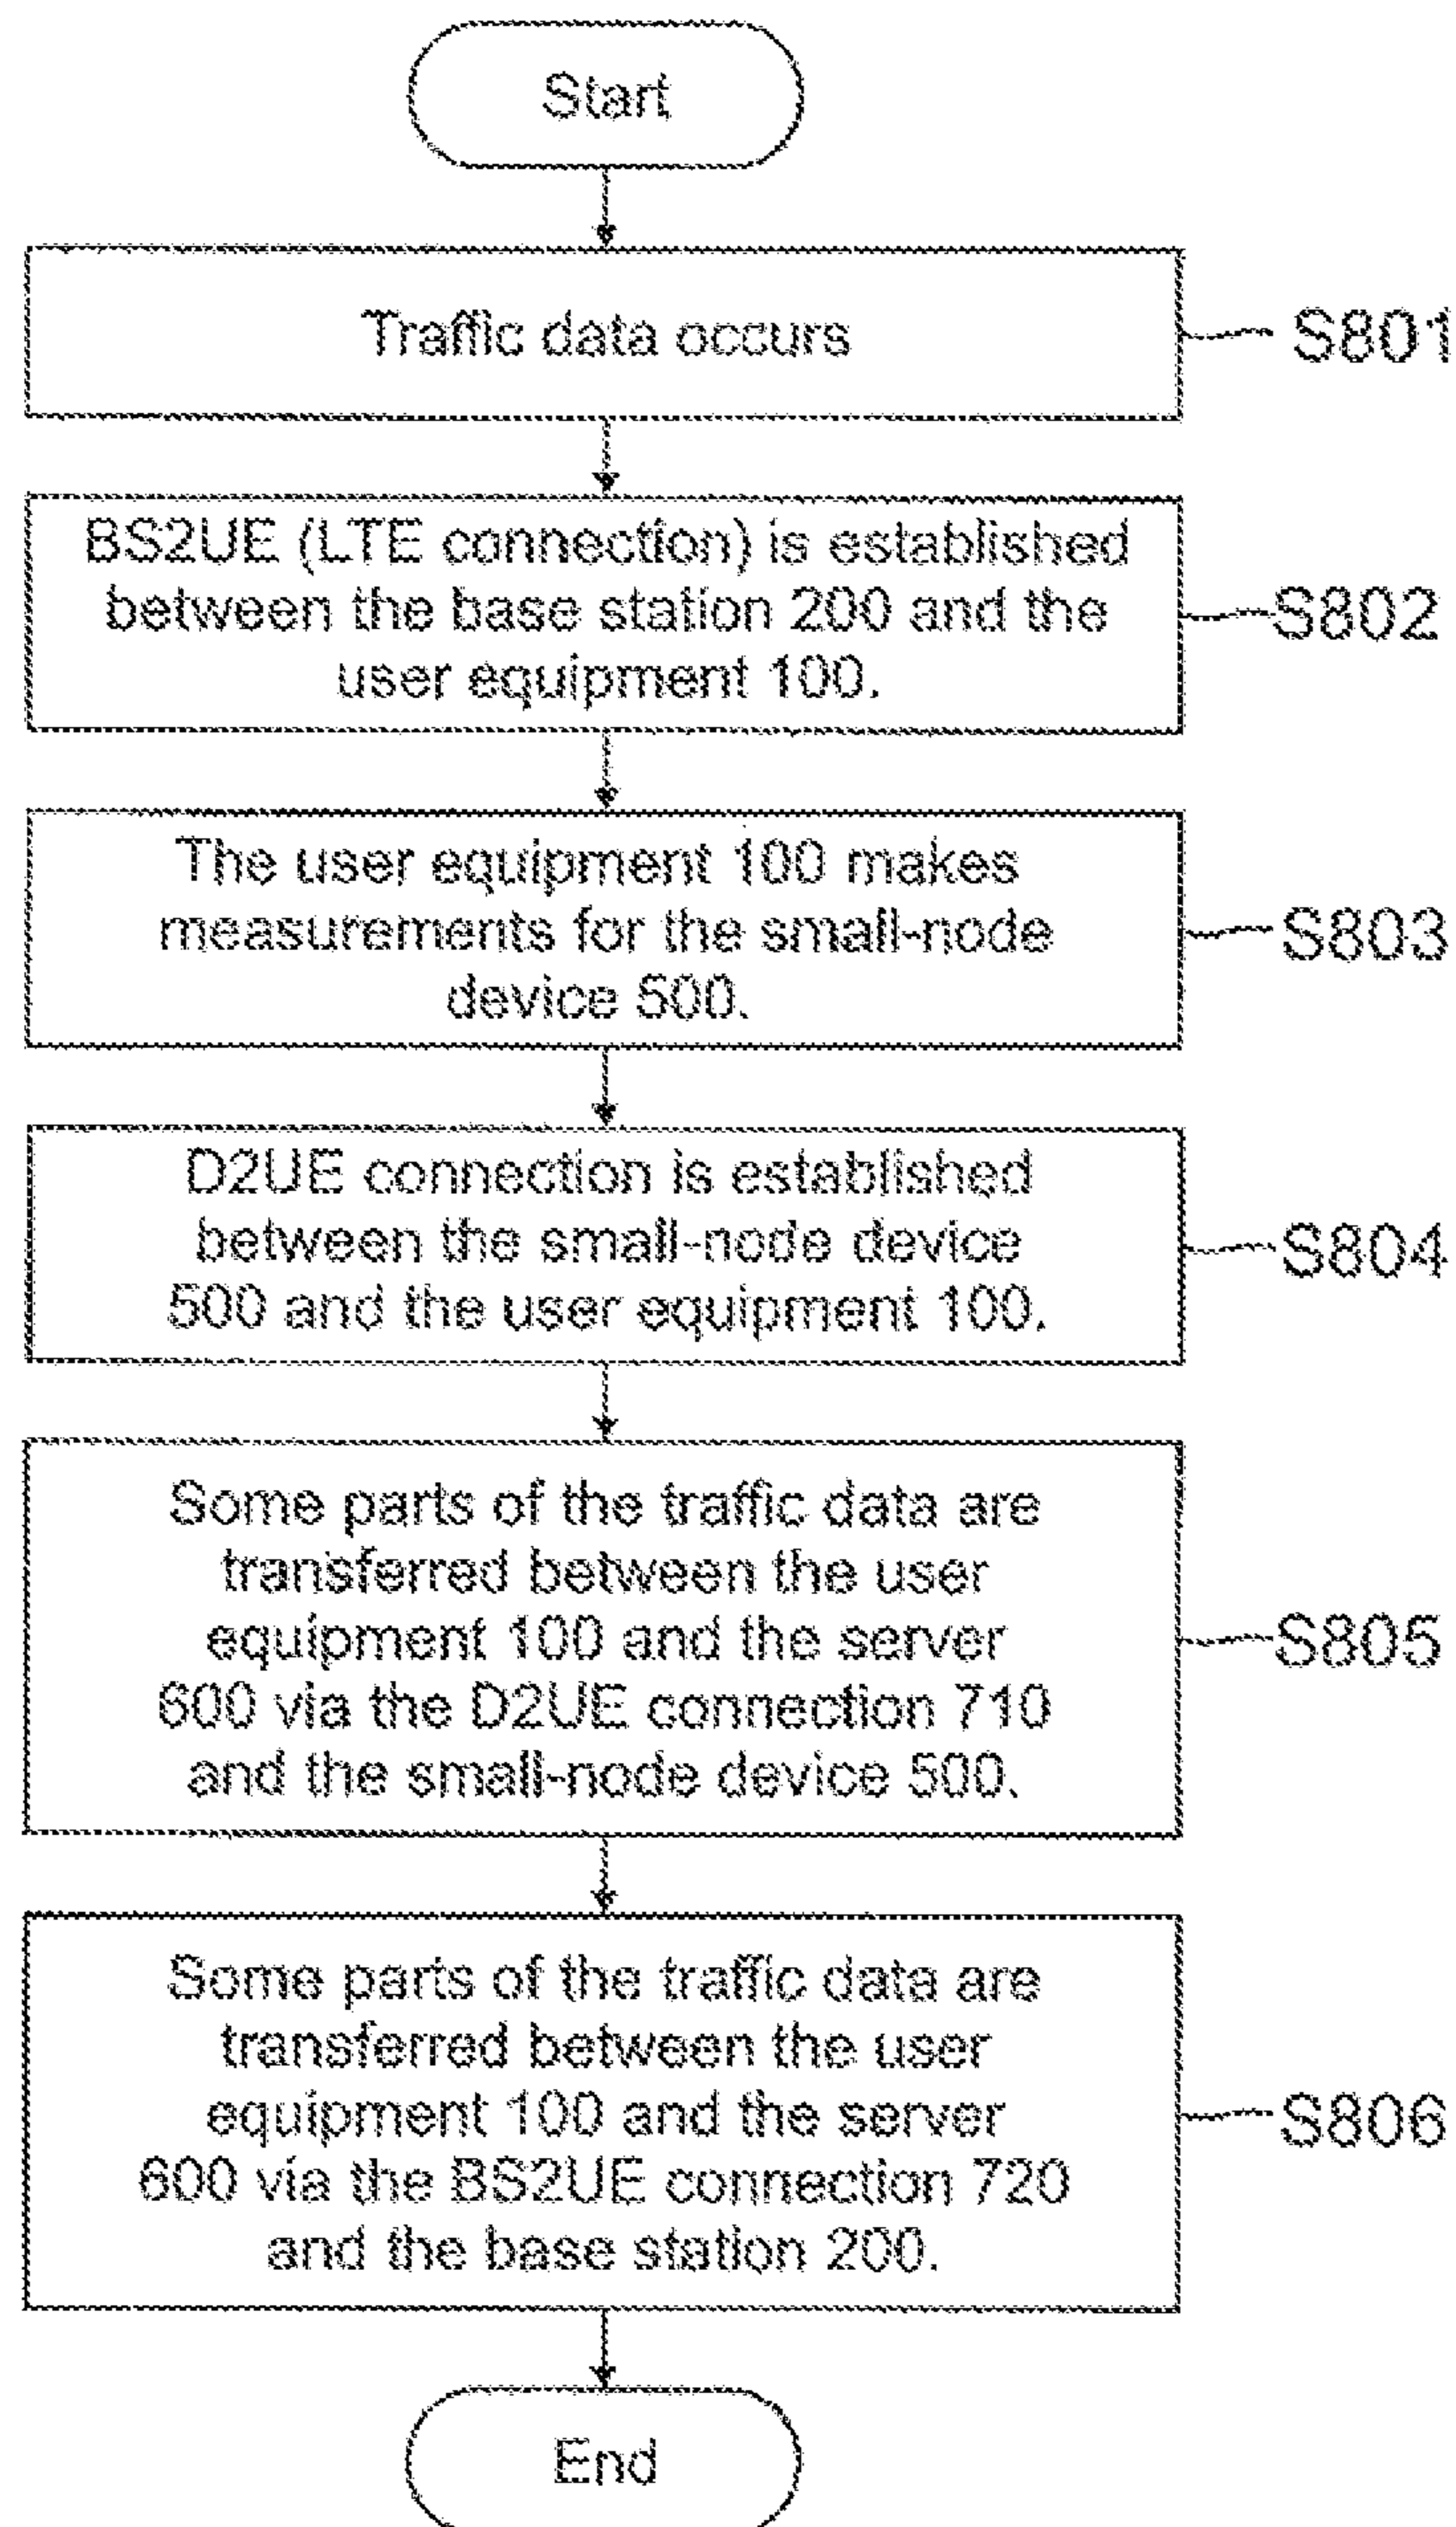 Start
Traffic data occurs
S801
BS2UE (LTE connection) is established
between the base station 200 and the
user equipment 100.
S802
The user equipment 100 makes
measurements for the small-node
device 500.
S803
D2UE connection is established
between the small-node device
500 and the user equipment 100.
S804
Some parts of the traffic data are
transferred between the user
equipment 100 and the server
600 via the D2UE connection 710
and the small-node device 500.
S805
Some parts of the traffic data are
transferred between the user
equipment 100 and the server
600 via the BS2UE connection 720
and the base station 200.
S806
End